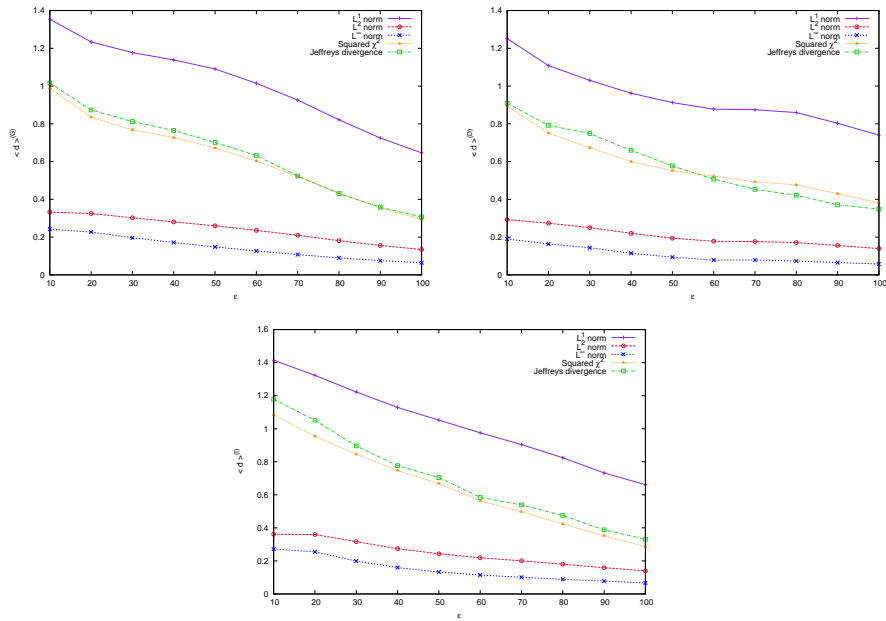 1.4
1.2
1
0.8
0.6
0.4
0.2
0
< d >(G)
10 20 30 40 50 60 70 80 90 100
ε
L1 norm
L2 norm
L∞ norm
Squared χ2
Jeffreys divergence
1.4
1.2
1
0.8
0.6
0.4
0.2
0
< d >(D)
10 20 30 40 50 60 70 80 90 100
ε
L1 norm
L2 norm
L∞ norm
Squared χ2
Jeffreys divergence
1.6
1.4
1.2
1
0.8
0.6
0.4
0.2
0
< d >(I)
10 20 30 40 50 60 70 80 90 100
ε
L1 norm
L2 norm
L∞ norm
Squared χ2
Jeffreys divergence